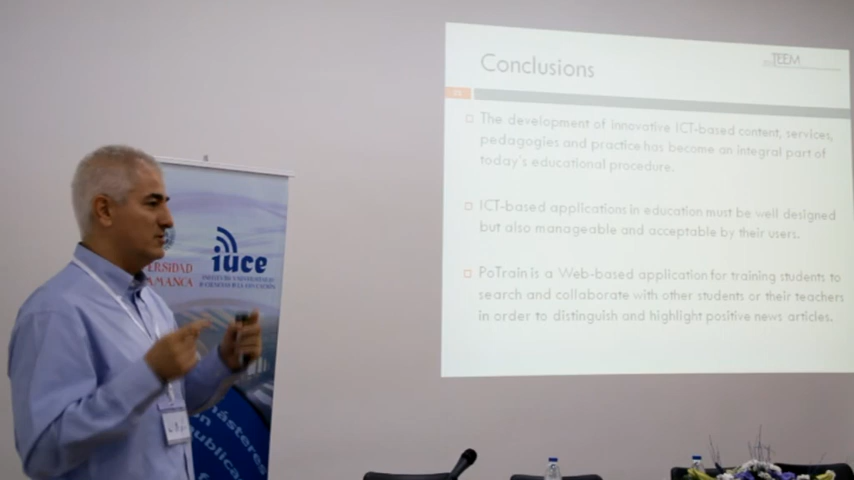 Conclusions
TEEM
The development of innovative ICT-based content, services,
pedagogies and practice has become an integral part of
today's educational procedure.
ICT-based applications in education must be well designed
but also manageable and acceptable by their users.
PoTrain is a Web-based application for training students to
search and collaborate with other students or their teachers
in order to distinguish and highlight positive news articles.
iuce